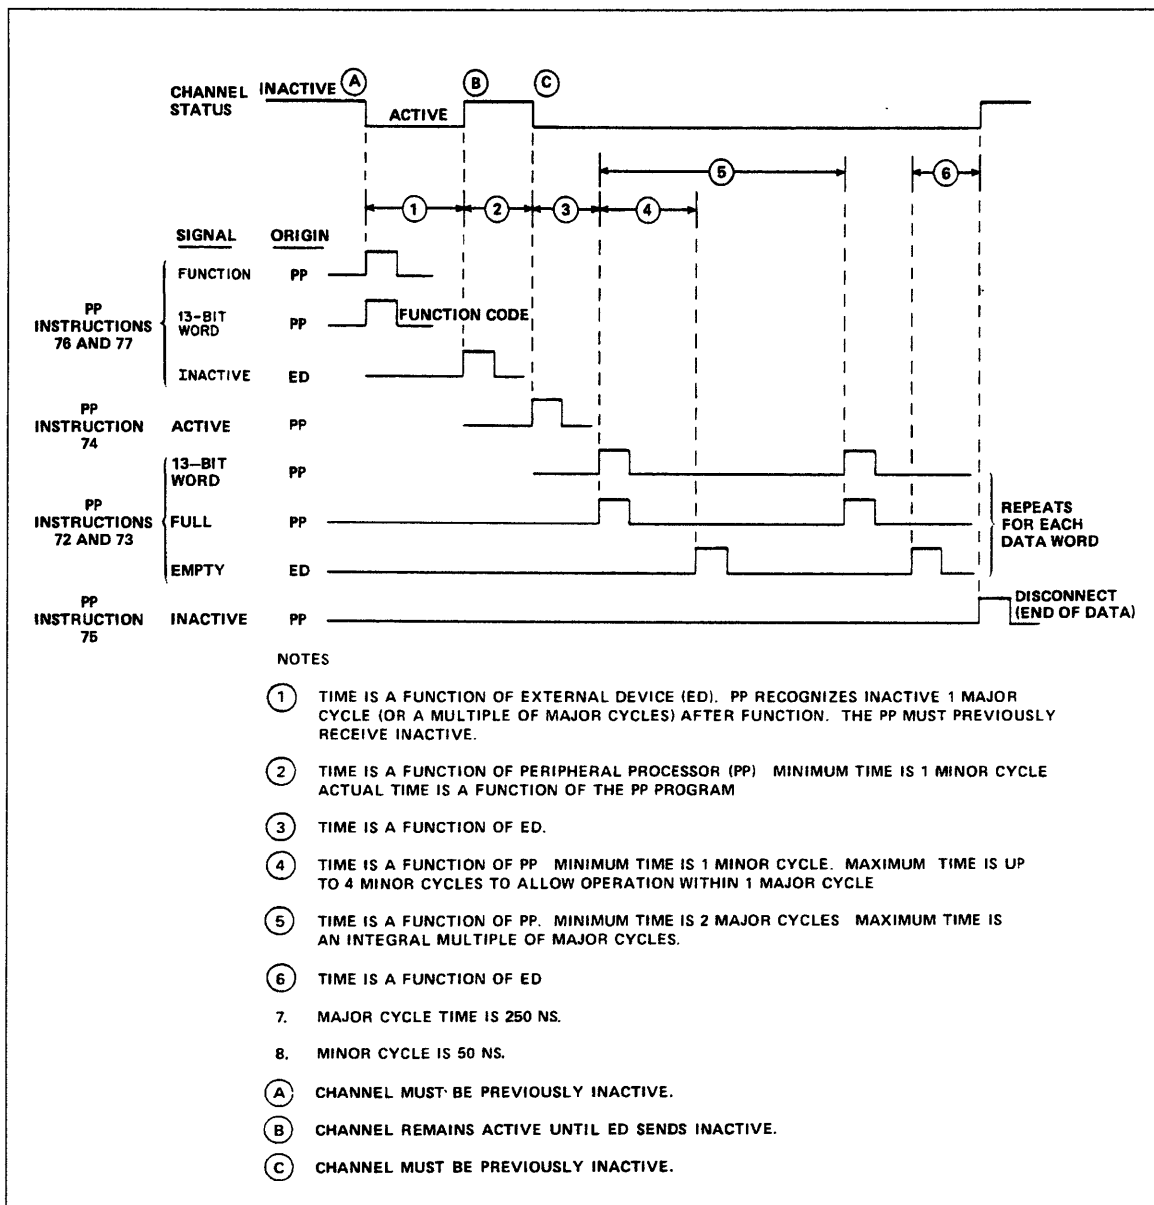 CHANNEL STATUS
INACTIVE
A
ACTIVE
B
C
5
6
1
2
3
4
SIGNAL ORIGIN
FUNCTION PP
PP INSTRUCTIONS 76 AND 77
13-BIT WORD PP
FUNCTION CODE
INACTIVE ED
PP INSTRUCTION 74
ACTIVE PP
13-BIT WORD PP
PP INSTRUCTIONS 72 AND 73
FULL PP
EMPTY ED
REPEATS FOR EACH DATA WORD
PP INSTRUCTION 75
INACTIVE PP
DISCONNECT (END OF DATA)
NOTES
1 TIME IS A FUNCTION OF EXTERNAL DEVICE (ED). PP RECOGNIZES INACTIVE 1 MAJOR
CYCLE (OR A MULTIPLE OF MAJOR CYCLES) AFTER FUNCTION. THE PP MUST PREVIOUSLY
RECEIVE INACTIVE.
2 TIME IS A FUNCTION OF PERIPHERAL PROCESSOR (PP) MINIMUM TIME IS 1 MINOR CYCLE
ACTUAL TIME IS A FUNCTION OF THE PP PROGRAM
3 TIME IS A FUNCTION OF ED.
4 TIME IS A FUNCTION OF PP MINIMUM TIME IS 1 MINOR CYCLE. MAXIMUM TIME IS UP
TO 4 MINOR CYCLES TO ALLOW OPERATION WITHIN 1 MAJOR CYCLE
5 TIME IS A FUNCTION OF PP. MINIMUM TIME IS 2 MAJOR CYCLES MAXIMUM TIME IS
AN INTEGRAL MULTIPLE OF MAJOR CYCLES.
6 TIME IS A FUNCTION OF ED
7. MAJOR CYCLE TIME IS 250 NS.
8. MINOR CYCLE IS 50 NS.
A CHANNEL MUST BE PREVIOUSLY INACTIVE.
B CHANNEL REMAINS ACTIVE UNTIL ED SENDS INACTIVE.
C CHANNEL MUST BE PREVIOUSLY INACTIVE.